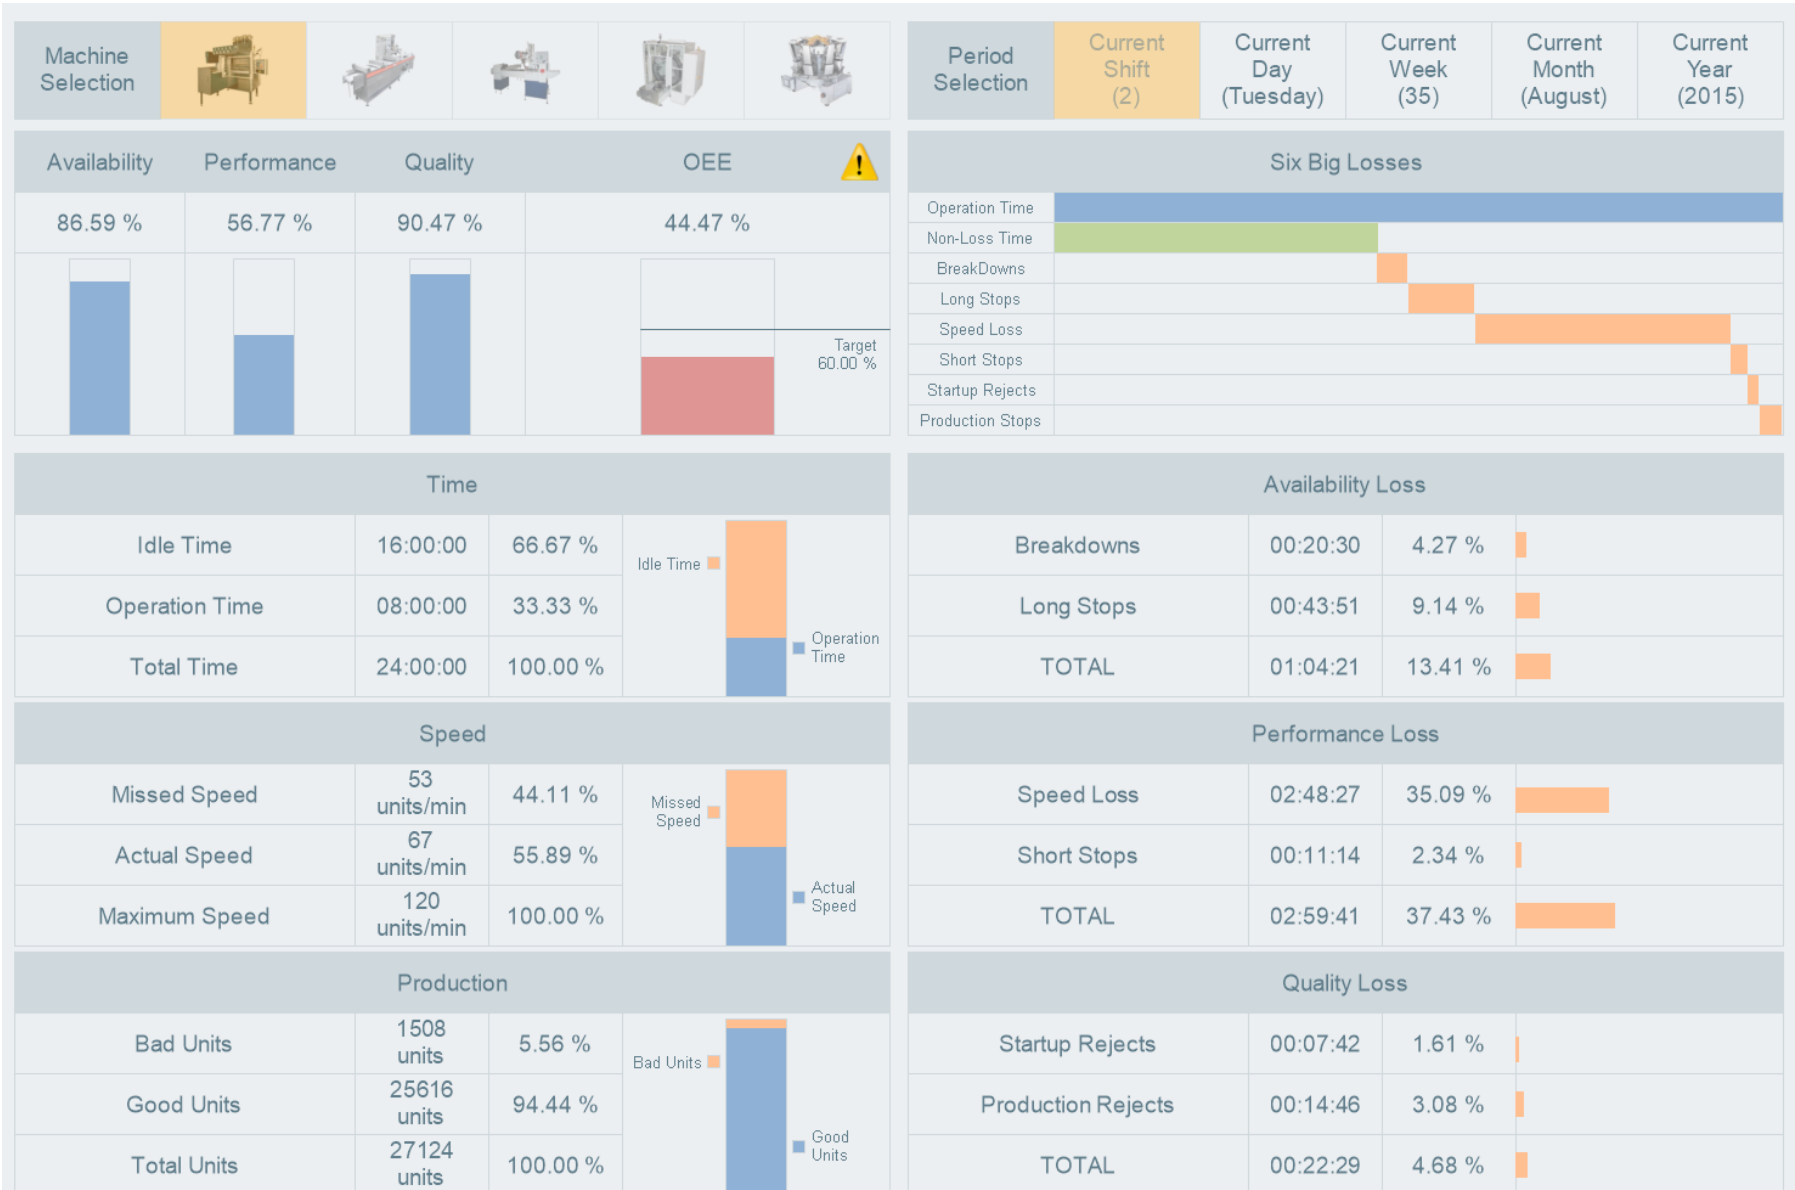 Machine
Selection
Period
Selection
Current
Shift
(2)
Current
Day
(Tuesday)
Current
Week
(35)
Current
Month
(August)
Current
Year
(2015)
Availability
Performance
Quality
OEE
86.59 %
56.77 %
90.47 %
44.47 %
Target
60.00 %
Six Big Losses
Operation Time
Non-Loss Time
BreakDowns
Long Stops
Speed Loss
Short Stops
Startup Rejects
Production Stops
Time
Idle Time 16:00:00 66.67 %
Operation Time 08:00:00 33.33 %
Total Time 24:00:00 100.00 %
Idle Time
Operation
Time
Availability Loss
Breakdowns 00:20:30 4.27 %
Long Stops 00:43:51 9.14 %
TOTAL 01:04:21 13.41 %
Speed
Missed Speed 53 units/min 44.11 %
Actual Speed 67 units/min 55.89 %
Maximum Speed 120 units/min 100.00 %
Missed
Speed
Actual
Speed
Performance Loss
Speed Loss 02:48:27 35.09 %
Short Stops 00:11:14 2.34 %
TOTAL 02:59:41 37.43 %
Production
Bad Units 1508 units 5.56 %
Good Units 25616 units 94.44 %
Total Units 27124 units 100.00 %
Bad Units
Good
Units
Quality Loss
Startup Rejects 00:07:42 1.61 %
Production Rejects 00:14:46 3.08 %
TOTAL 00:22:29 4.68 %